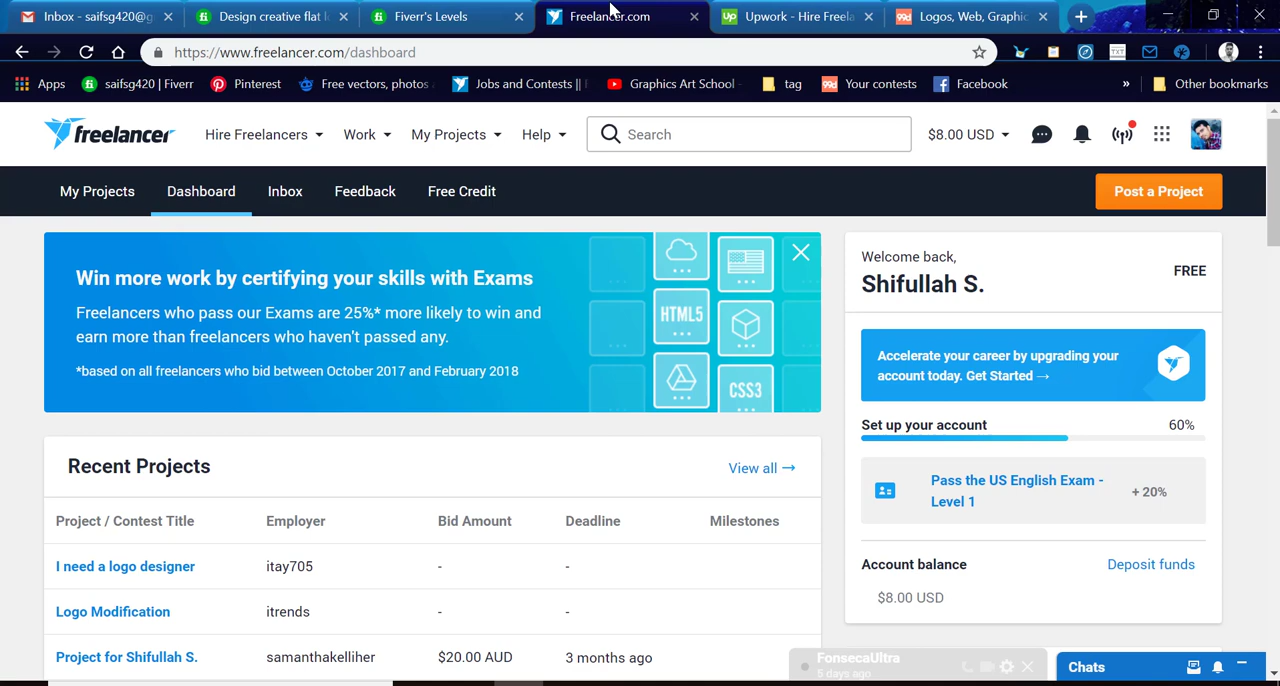 Inbox - saifsg420@g
Design creative flat l
Fiverr's Levels
Freelancer.com
Upwork - Hire Freela
Logos, Web, Graphic
https://www.freelancer.com/dashboard
Apps
saifsg420 | Fiverr
Pinterest
Free vectors, photos
Jobs and Contests ||
Graphics Art School -
tag
Your contests
Facebook
»
Other bookmarks
freelancer
Hire Freelancers
Work
My Projects
Help
Search
$8.00 USD
My Projects
Dashboard
Inbox
Feedback
Free Credit
Post a Project
Win more work by certifying your skills with Exams
Freelancers who pass our Exams are 25%* more likely to win and
earn more than freelancers who haven't passed any.
*based on all freelancers who bid between October 2017 and February 2018
HTML5
CSS3
Welcome back,
Shifullah S.
FREE
Accelerate your career by upgrading your
account today. Get Started →
Set up your account 60%
Pass the US English Exam -
Level 1
+ 20%
Account balance Deposit funds
$8.00 USD
Recent Projects View all →
Project / Contest Title Employer Bid Amount Deadline Milestones
I need a logo designer itay705 - -
Logo Modification itrends - -
Project for Shifullah S. samanthakelliher $20.00 AUD 3 months ago
FonsecaUltra
5 days ago
Chats